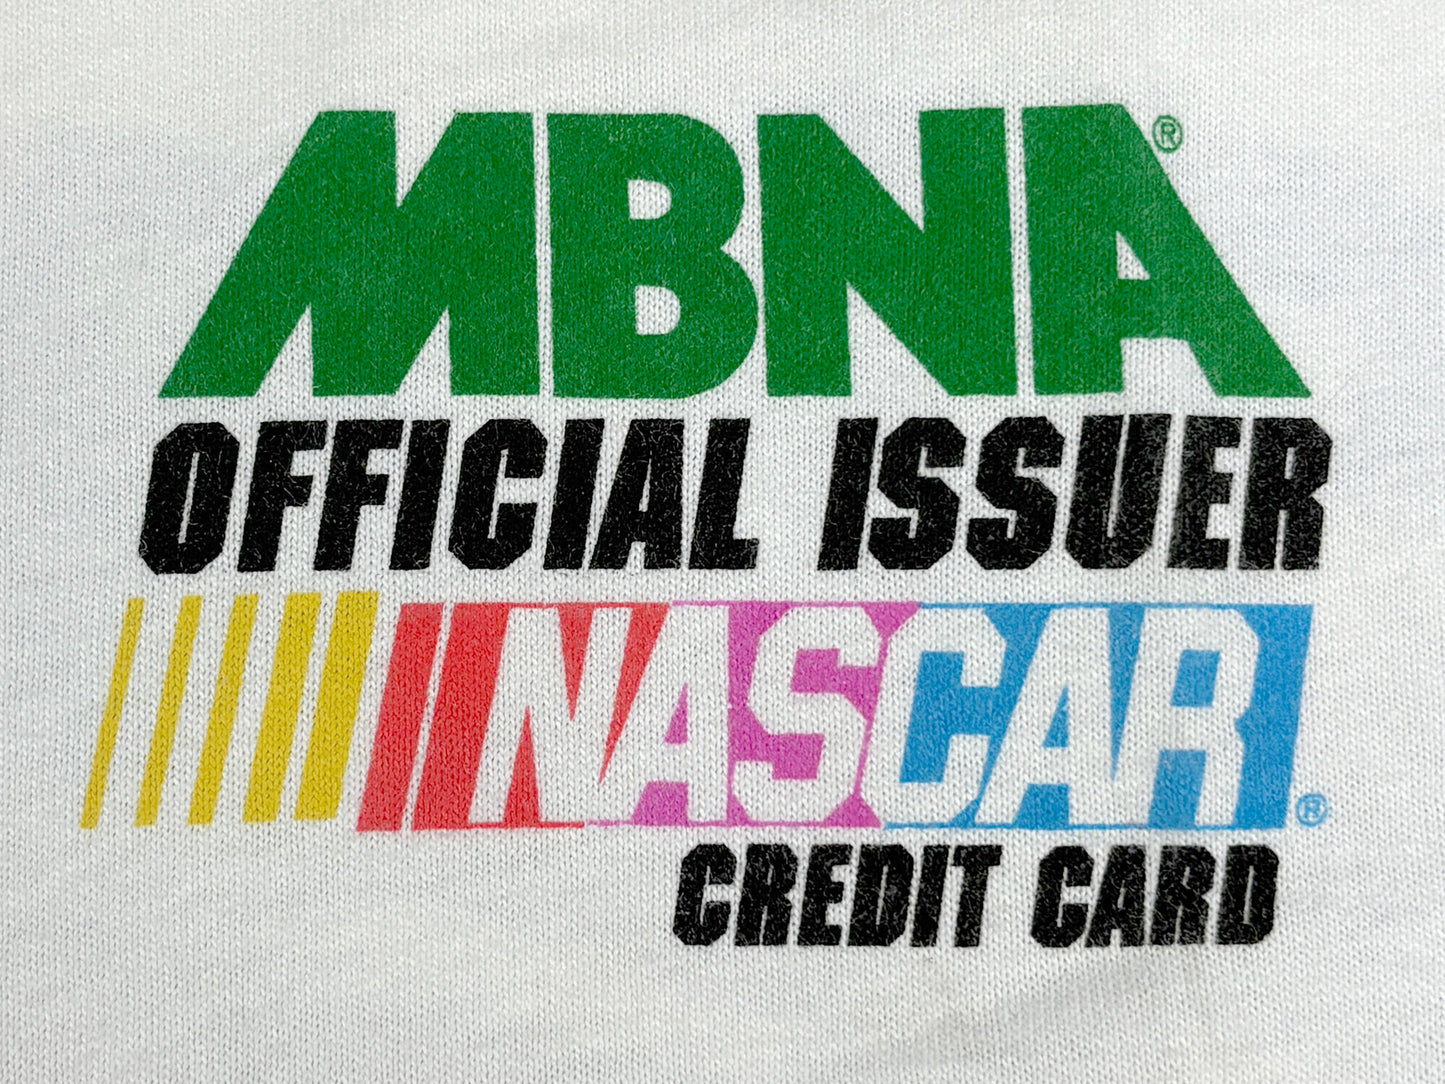 MBNA®
OFFICIAL ISSUER
NASCAR®
CREDIT CARD